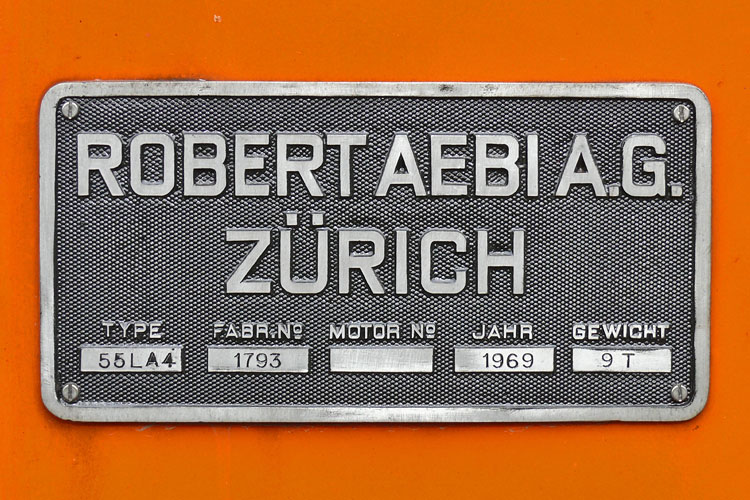 ROBERT AEBI A.G.
ZÜRICH
TYPE FABR.Nº MOTOR Nº JAHR GEWICHT
55LA4 1793 1969 9 T